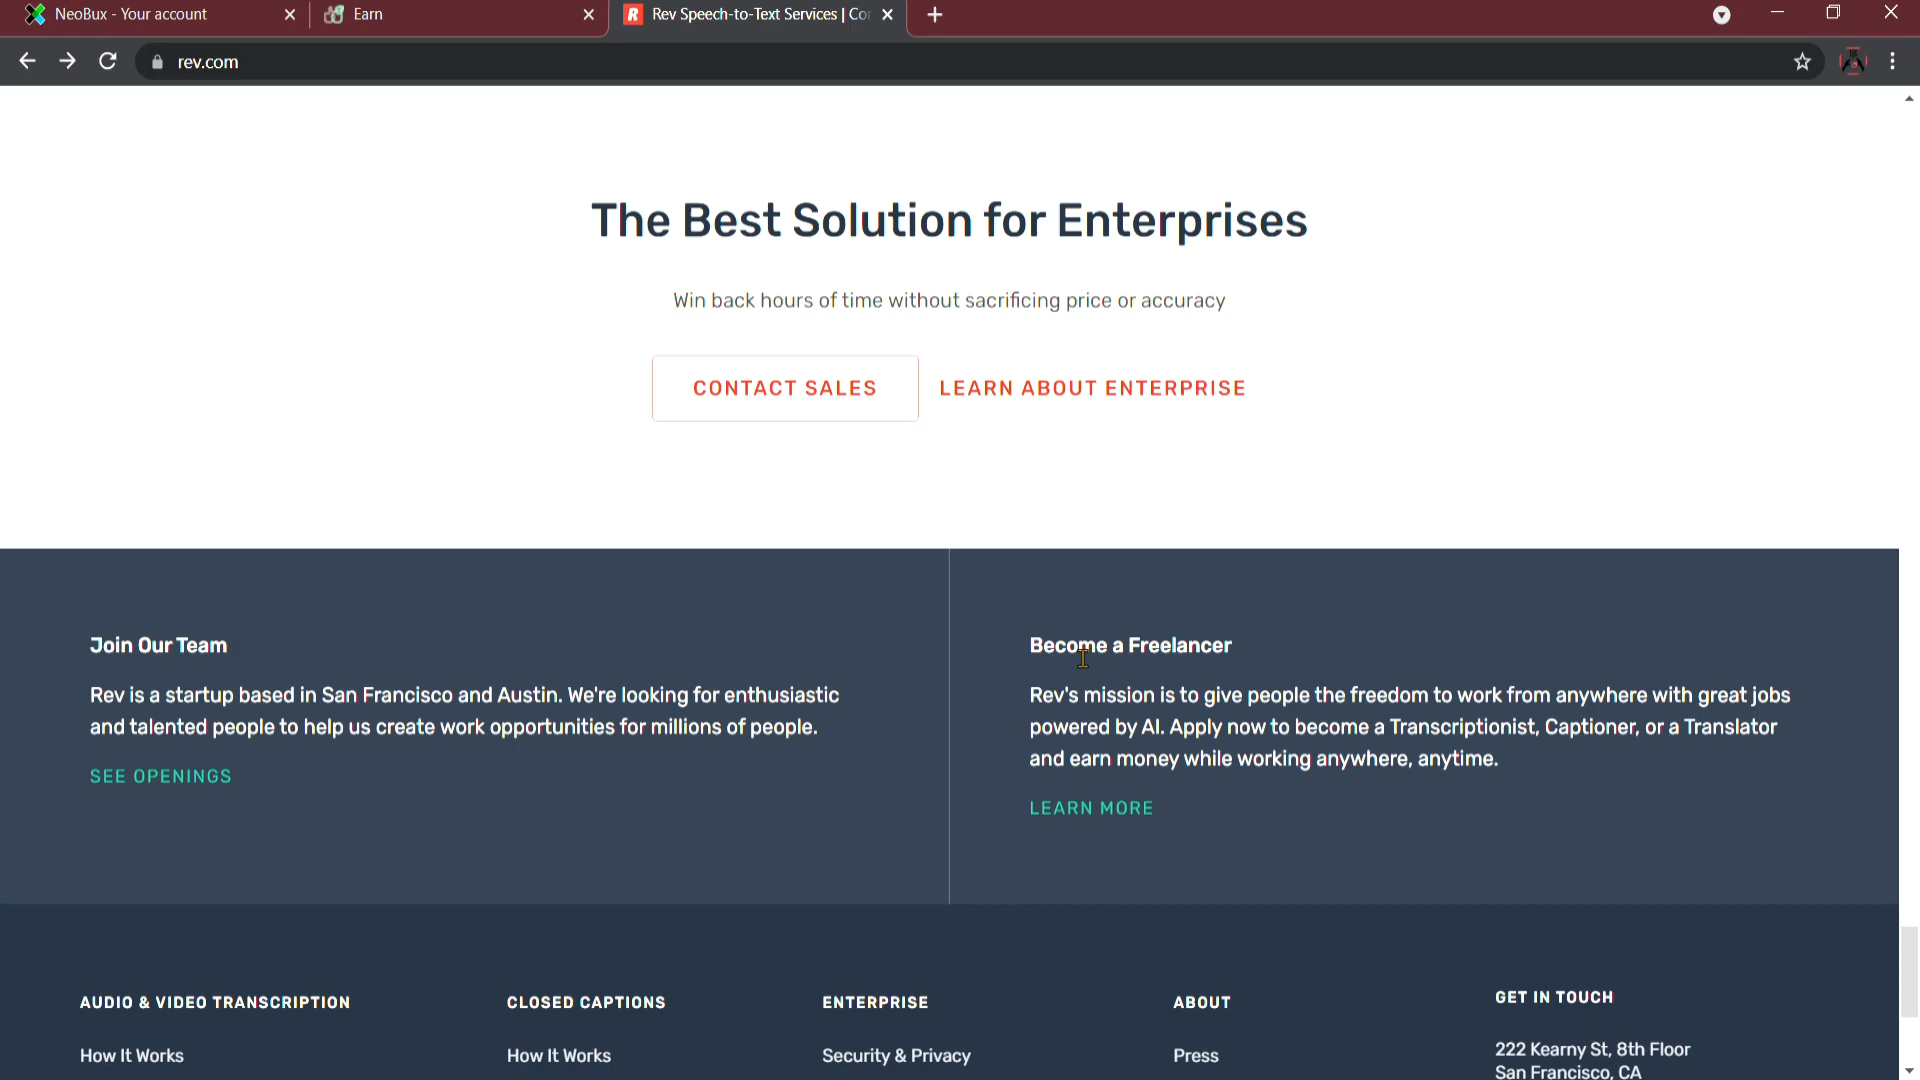 NeoBux - Your account
Earn
Rev Speech-to-Text Services | Co
rev.com
The Best Solution for Enterprises
Win back hours of time without sacrificing price or accuracy
CONTACT SALES
LEARN ABOUT ENTERPRISE
Join Our Team
Rev is a startup based in San Francisco and Austin. We're looking for enthusiastic
and talented people to help us create work opportunities for millions of people.
SEE OPENINGS
Become a Freelancer
Rev's mission is to give people the freedom to work from anywhere with great jobs
powered by AI. Apply now to become a Transcriptionist, Captioner, or a Translator
and earn money while working anywhere, anytime.
LEARN MORE
AUDIO & VIDEO TRANSCRIPTION
How It Works
CLOSED CAPTIONS
How It Works
ENTERPRISE
Security & Privacy
ABOUT
Press
GET IN TOUCH
222 Kearny St, 8th Floor
San Francisco, CA